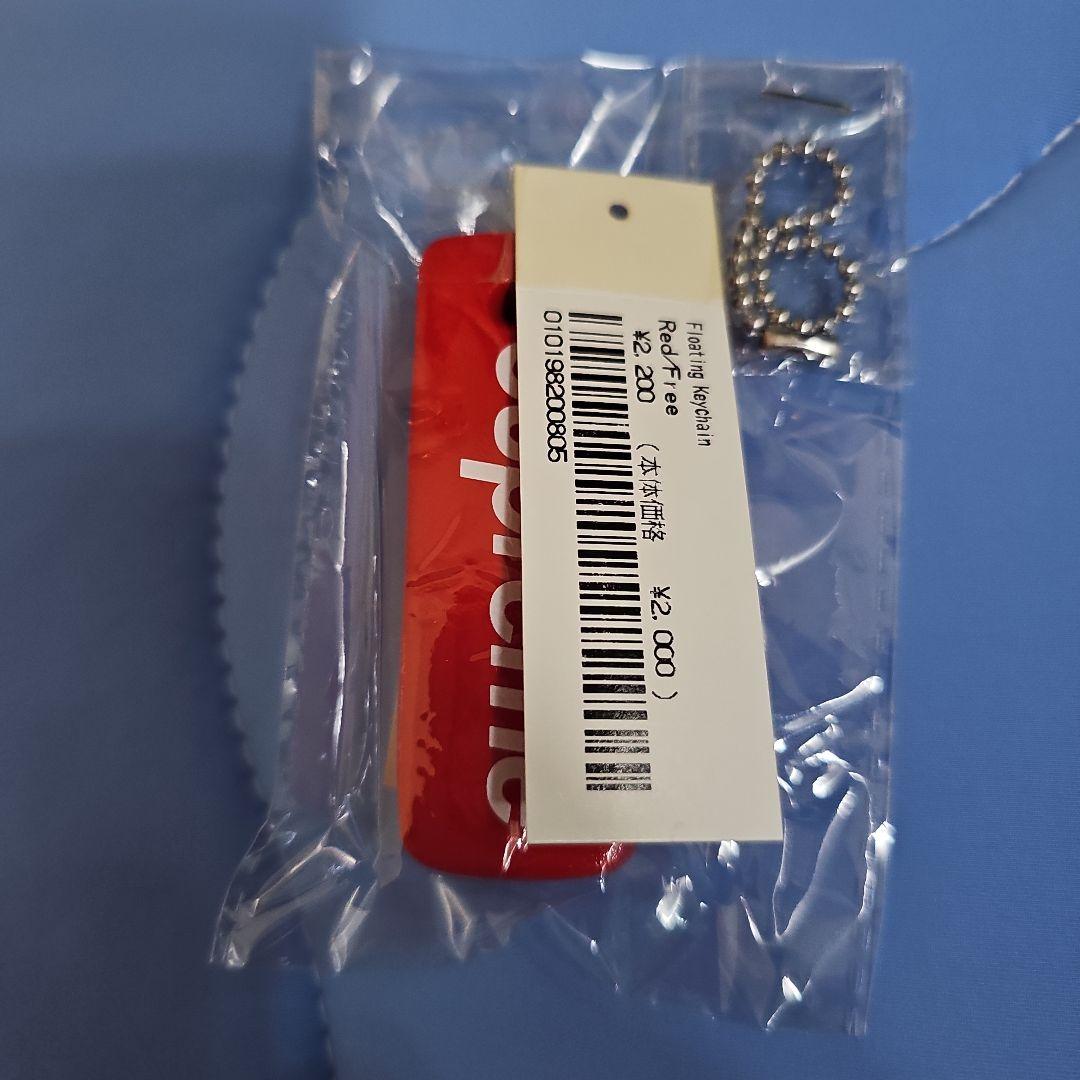 Floating Keychain
Red/Free
¥2,200 (本体価格 ¥2,000)
010198200805
Supreme